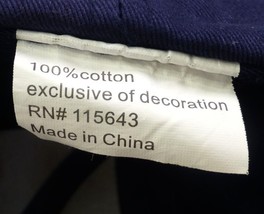 100%cotton
exclusive of decoration
RN# 115643
Made in China